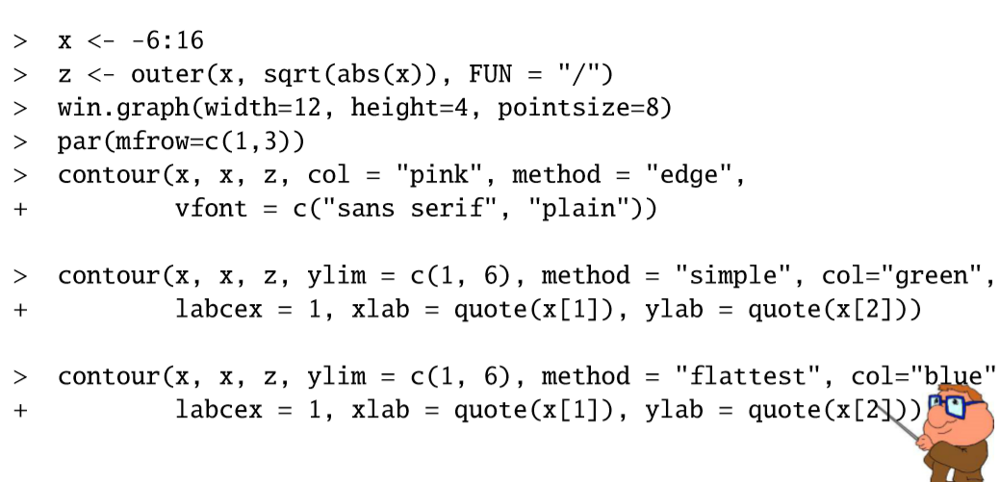 > x <- -6:16
> z <- outer(x, sqrt(abs(x)), FUN = "/")
> win.graph(width=12, height=4, pointsize=8)
> par(mfrow=c(1,3))
> contour(x, x, z, col = "pink", method = "edge",
+ vfont = c("sans serif", "plain"))
> contour(x, x, z, ylim = c(1, 6), method = "simple", col="green",
+ labcex = 1, xlab = quote(x[1]), ylab = quote(x[2]))
> contour(x, x, z, ylim = c(1, 6), method = "flattest", col="blue"
+ labcex = 1, xlab = quote(x[1]), ylab = quote(x[2]))